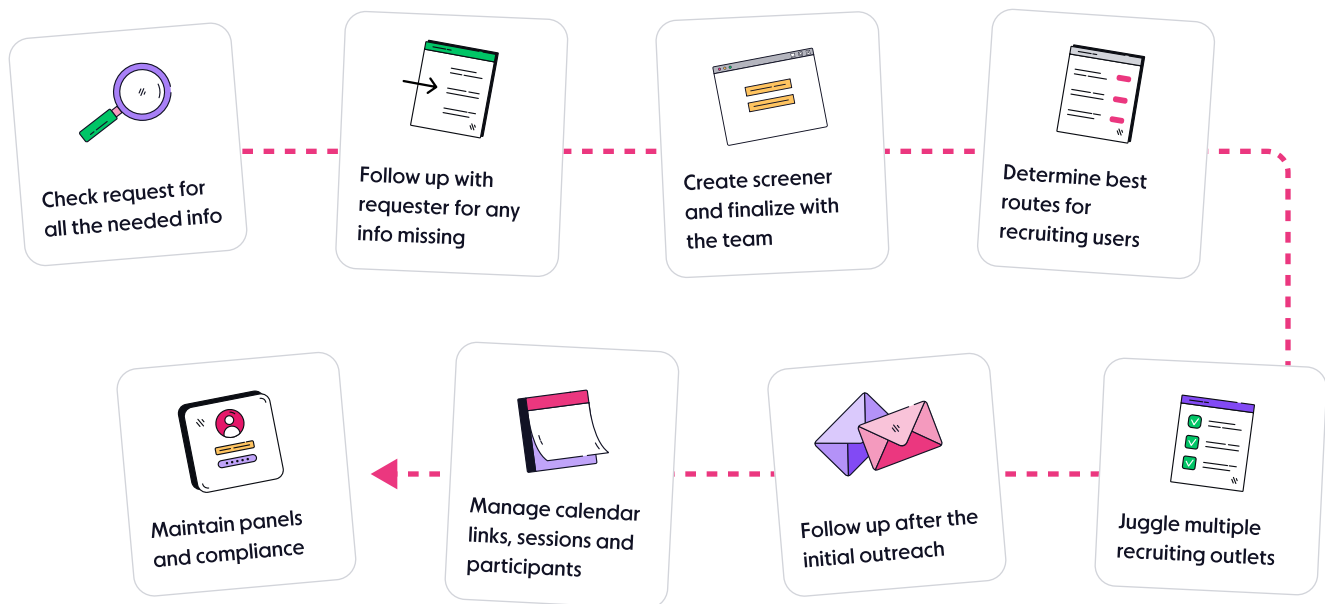 Check request for
all the needed info
Follow up with
requester for any
info missing
Create screener
and finalize with
the team
Determine best
routes for
recruiting users
Juggle multiple
recruiting outlets
Follow up after the
initial outreach
Manage calendar
links, sessions and
participants
Maintain panels
and compliance